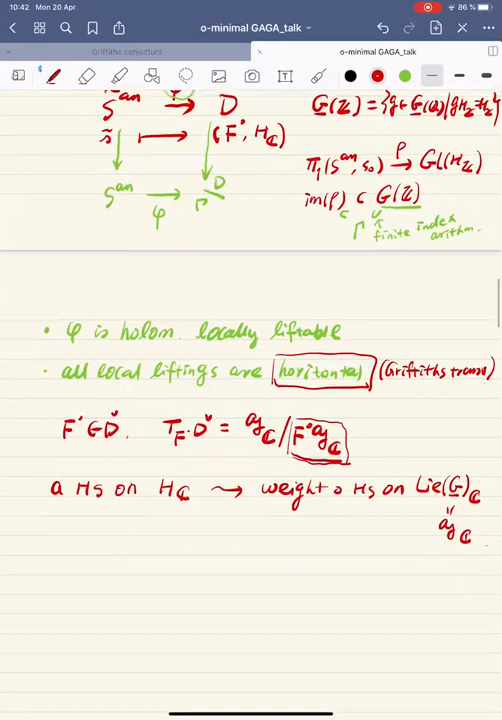 10:42 Mon 20 Apr
86 %
o-minimal GAGA_talk
Griffiths conjecture
o-minimal GAGA_talk
S^an → D
s̃ ↦ (F^•, H_ℂ)
S^an →^φ Γ\D
G(ℤ) = {g ∈ G(ℚ) | gH_ℤ = H_ℤ}
π₁(S^an, s₀) →^ρ GL(H_ℤ)
im(ρ) ⊂ G(ℤ)
Γ
finite index
arithm.
• φ is holom. locally liftable
• all local liftings are horizontal (Griffiths transv)
F^• ∈ Ď, T_F^• Ď = 𝔤_ℂ / F⁰𝔤_ℂ
a HS on H_ℂ ⇝ weight 0 HS on Lie(G)_ℂ
𝔤_ℂ